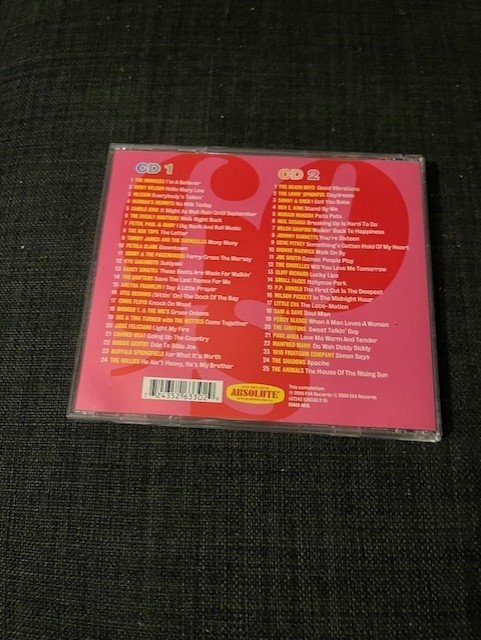 CD 1
1 THE MONKEES I'm A Believer
2 RICKY NELSON Hello Mary Lou
3 NILSSON Everybody's Talkin'
4 HERMAN'S HERMITS No Milk Today
5 CAROLE KING It Might As Well Rain Until September
6 THE EVERLY BROTHERS Walk Right Back
7 PETER, PAUL & MARY I Dig Rock And Roll Music
8 THE BOX TOPS The Letter
9 TOMMY JAMES AND THE SHONDELLS Mony Mony
10 PETULA CLARK Downtown
11 GERRY & THE PACEMAKERS Ferry Cross The Mersey
12 KYU SAKAMOTO Sukiyaki
13 NANCY SINATRA These Boots Are Made For Walkin'
14 THE DRIFTERS Save The Last Dance For Me
15 ARETHA FRANKLIN I Say A Little Prayer
16 OTIS REDDING (Sittin' On) The Dock Of The Bay
17 EDDIE FLOYD Knock On Wood
18 BOOKER T. & THE MG'S Green Onions
19 IKE & TINA TURNER WITH THE IKETTES Come Together
20 JOSÉ FELICIANO Light My Fire
21 CANNED HEAT Going Up The Country
22 BOBBIE GENTRY Ode To Billie Joe
23 BUFFALO SPRINGFIELD For What It's Worth
24 THE HOLLIES He Ain't Heavy, He's My Brother
CD 2
1 THE BEACH BOYS Good Vibrations
2 THE LOVIN' SPOONFUL Daydream
3 SONNY & CHER I Got You Babe
4 BEN E. KING Stand By Me
5 MIRIAM MAKEBA Pata Pata
6 NEIL SEDAKA Breaking Up Is Hard To Do
7 HELEN SHAPIRO Walkin' Back To Happiness
8 JOHNNY BURNETTE You're Sixteen
9 GENE PITNEY Something's Gotten Hold Of My Heart
10 DIONNE WARWICK Walk On By
11 JOE SOUTH Games People Play
12 THE SHIRELLES Will You Love Me Tomorrow
13 CLIFF RICHARD Lucky Lips
14 SMALL FACES Itchycoo Park
15 P.P. ARNOLD The First Cut Is The Deepest
16 WILSON PICKETT In The Midnight Hour
17 LITTLE EVA The Loco-Motion
18 SAM & DAVE Soul Man
19 PERCY SLEDGE When A Man Loves A Woman
20 THE CHIFFONS Sweet Talkin' Guy
21 PAUL ANKA Love Me Warm And Tender
22 MANFRED MANN Do Wah Diddy Diddy
23 1910 FRUITGUM COMPANY Simon Says
24 THE SHADOWS Apache
25 THE ANIMALS The House Of The Rising Sun
7 24352 63302
ABSOLUTE
This compilation
℗ 2000 EVA Records © 2000 EVA Records